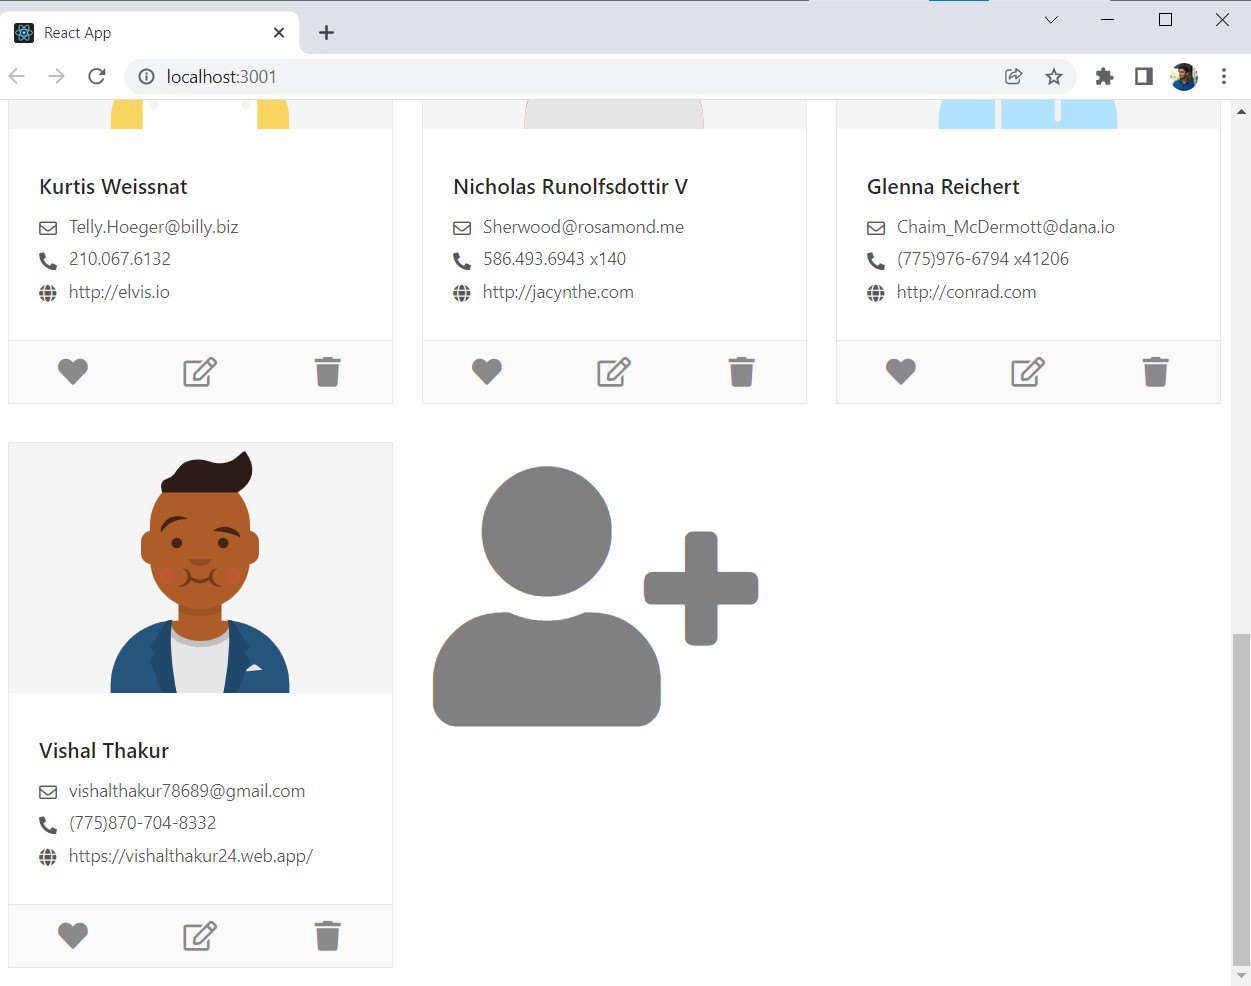 React App
localhost:3001
Kurtis Weissnat
Telly.Hoeger@billy.biz
210.067.6132
http://elvis.io
Nicholas Runolfsdottir V
Sherwood@rosamond.me
586.493.6943 x140
http://jacynthe.com
Glenna Reichert
Chaim_McDermott@dana.io
(775)976-6794 x41206
http://conrad.com
Vishal Thakur
vishalthakur78689@gmail.com
(775)870-704-8332
https://vishalthakur24.web.app/